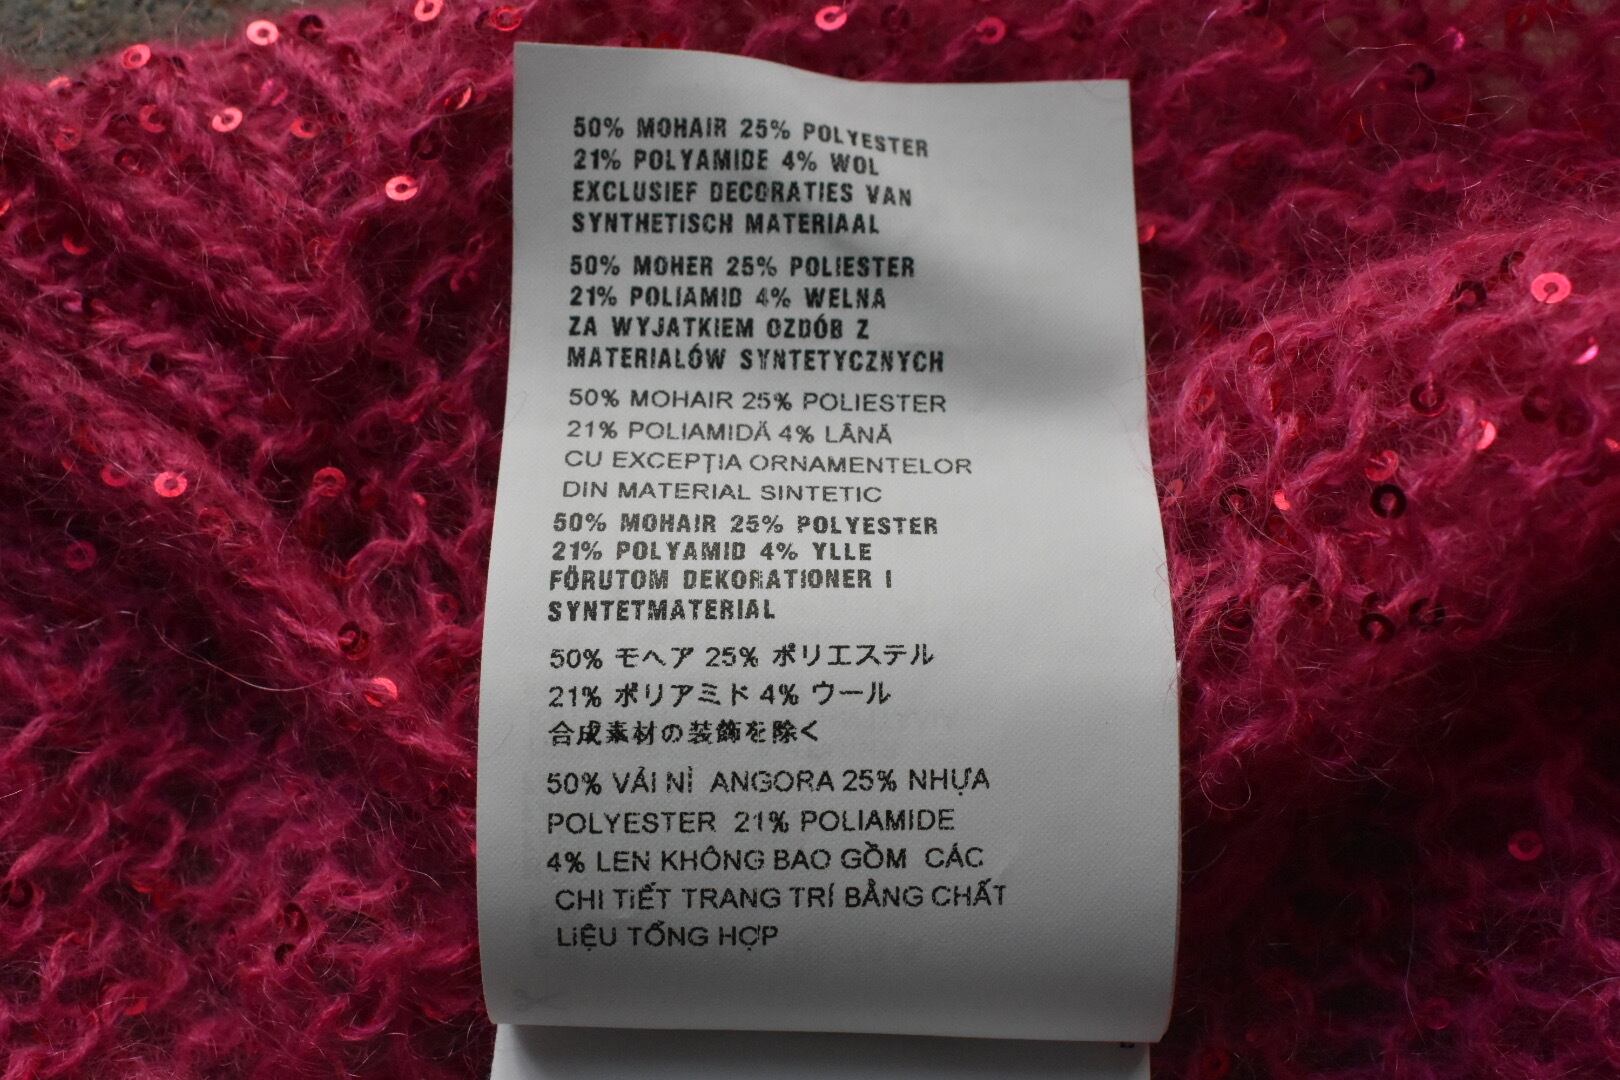 50% MOHAIR 25% POLYESTER
21% POLYAMIDE 4% WOL
EXCLUSIEF DECORATIES VAN
SYNTHETISCH MATERIAAL
50% MOHER 25% POLIESTER
21% POLIAMID 4% WELNA
ZA WYJATKIEM OZDÓB Z
MATERIALÓW SYNTETYCZNYCH
50% MOHAIR 25% POLIESTER
21% POLIAMIDĂ 4% LÂNĂ
CU EXCEPȚIA ORNAMENTELOR
DIN MATERIAL SINTETIC
50% MOHAIR 25% POLYESTER
21% POLYAMID 4% YLLE
FÖRUTOM DEKORATIONER I
SYNTETMATERIAL
50% モヘア 25% ポリエステル
21% ポリアミド 4% ウール
合成素材の装飾を除く
50% VẢI NÌ ANGORA 25% NHỰA
POLYESTER 21% POLIAMIDE
4% LEN KHÔNG BAO GỒM CÁC
CHI TIẾT TRANG TRÍ BẰNG CHẤT
LIỆU TỔNG HỢP